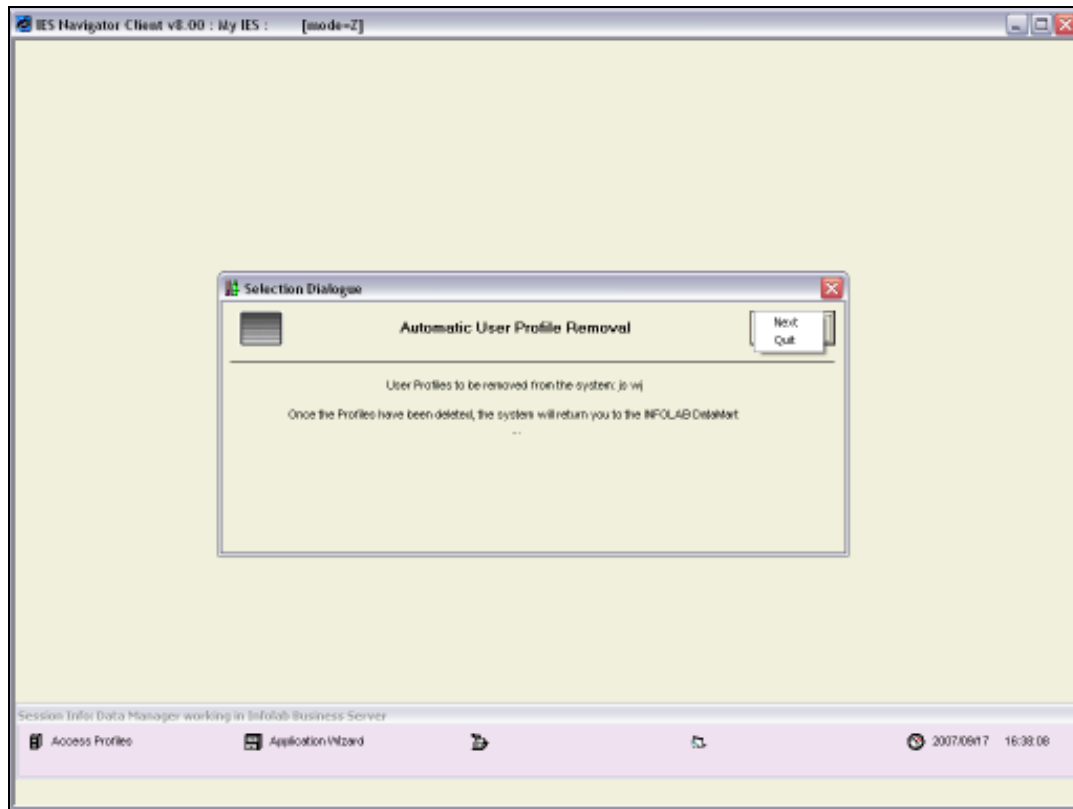 IES Navigator Client v8.00 : My IES : [mode=Z]
Selection Dialogue
Automatic User Profile Removal
Next
Quit
User Profiles to be removed from the system: js wj
Once the Profiles have been deleted, the system will return you to the INFOLAB DataMart
Session Info: Data Manager working in Infolab Business Server
Access Profiles
Application Wizard
2007/09/17 16:38:08